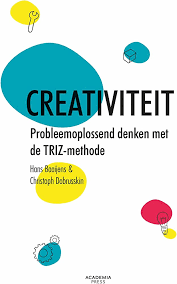 CREATIVITEIT
Probleemoplossend denken met
de TRIZ-methode
Hans Baaijens &
Christoph Dobrusskin
ACADEMIA
PRESS